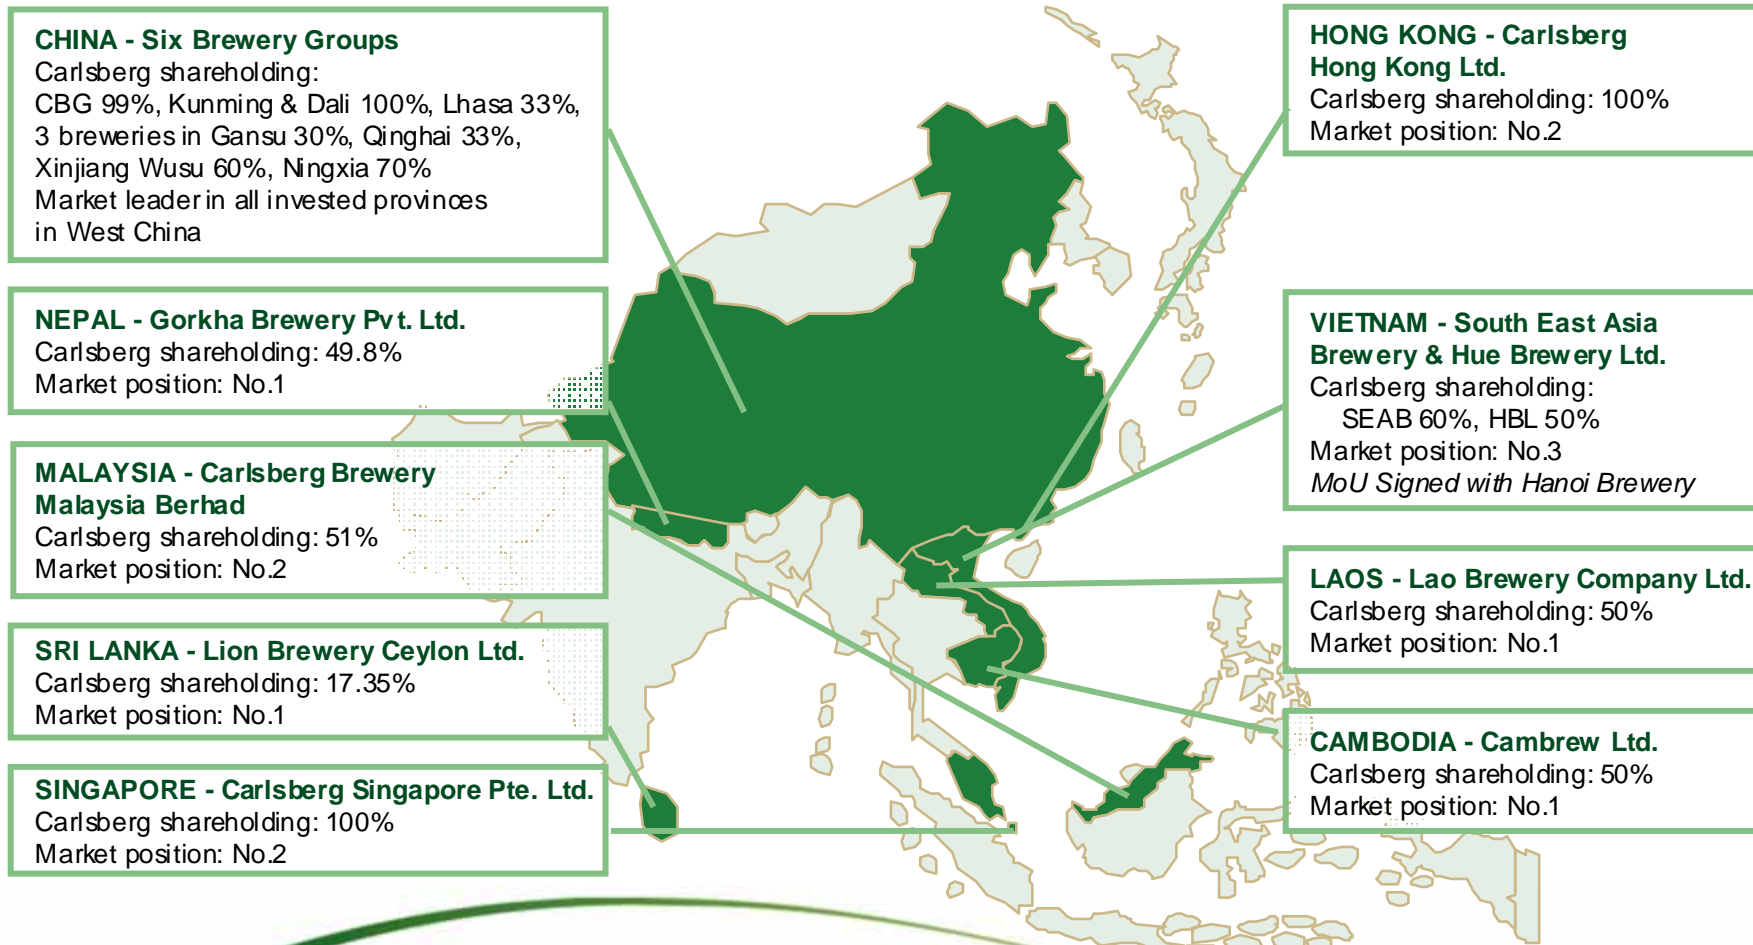 CHINA - Six Brewery Groups
Carlsberg shareholding:
CBG 99%, Kunming & Dali 100%, Lhasa 33%,
3 breweries in Gansu 30%, Qinghai 33%,
Xinjiang Wusu 60%, Ningxia 70%
Market leader in all invested provinces
in West China
NEPAL - Gorkha Brewery Pvt. Ltd.
Carlsberg shareholding: 49.8%
Market position: No.1
MALAYSIA - Carlsberg Brewery
Malaysia Berhad
Carlsberg shareholding: 51%
Market position: No.2
SRI LANKA - Lion Brewery Ceylon Ltd.
Carlsberg shareholding: 17.35%
Market position: No.1
SINGAPORE - Carlsberg Singapore Pte. Ltd.
Carlsberg shareholding: 100%
Market position: No.2
HONG KONG - Carlsberg
Hong Kong Ltd.
Carlsberg shareholding: 100%
Market position: No.2
VIETNAM - South East Asia
Brewery & Hue Brewery Ltd.
Carlsberg shareholding:
SEAB 60%, HBL 50%
Market position: No.3
MoU Signed with Hanoi Brewery
LAOS - Lao Brewery Company Ltd.
Carlsberg shareholding: 50%
Market position: No.1
CAMBODIA - Cambrew Ltd.
Carlsberg shareholding: 50%
Market position: No.1